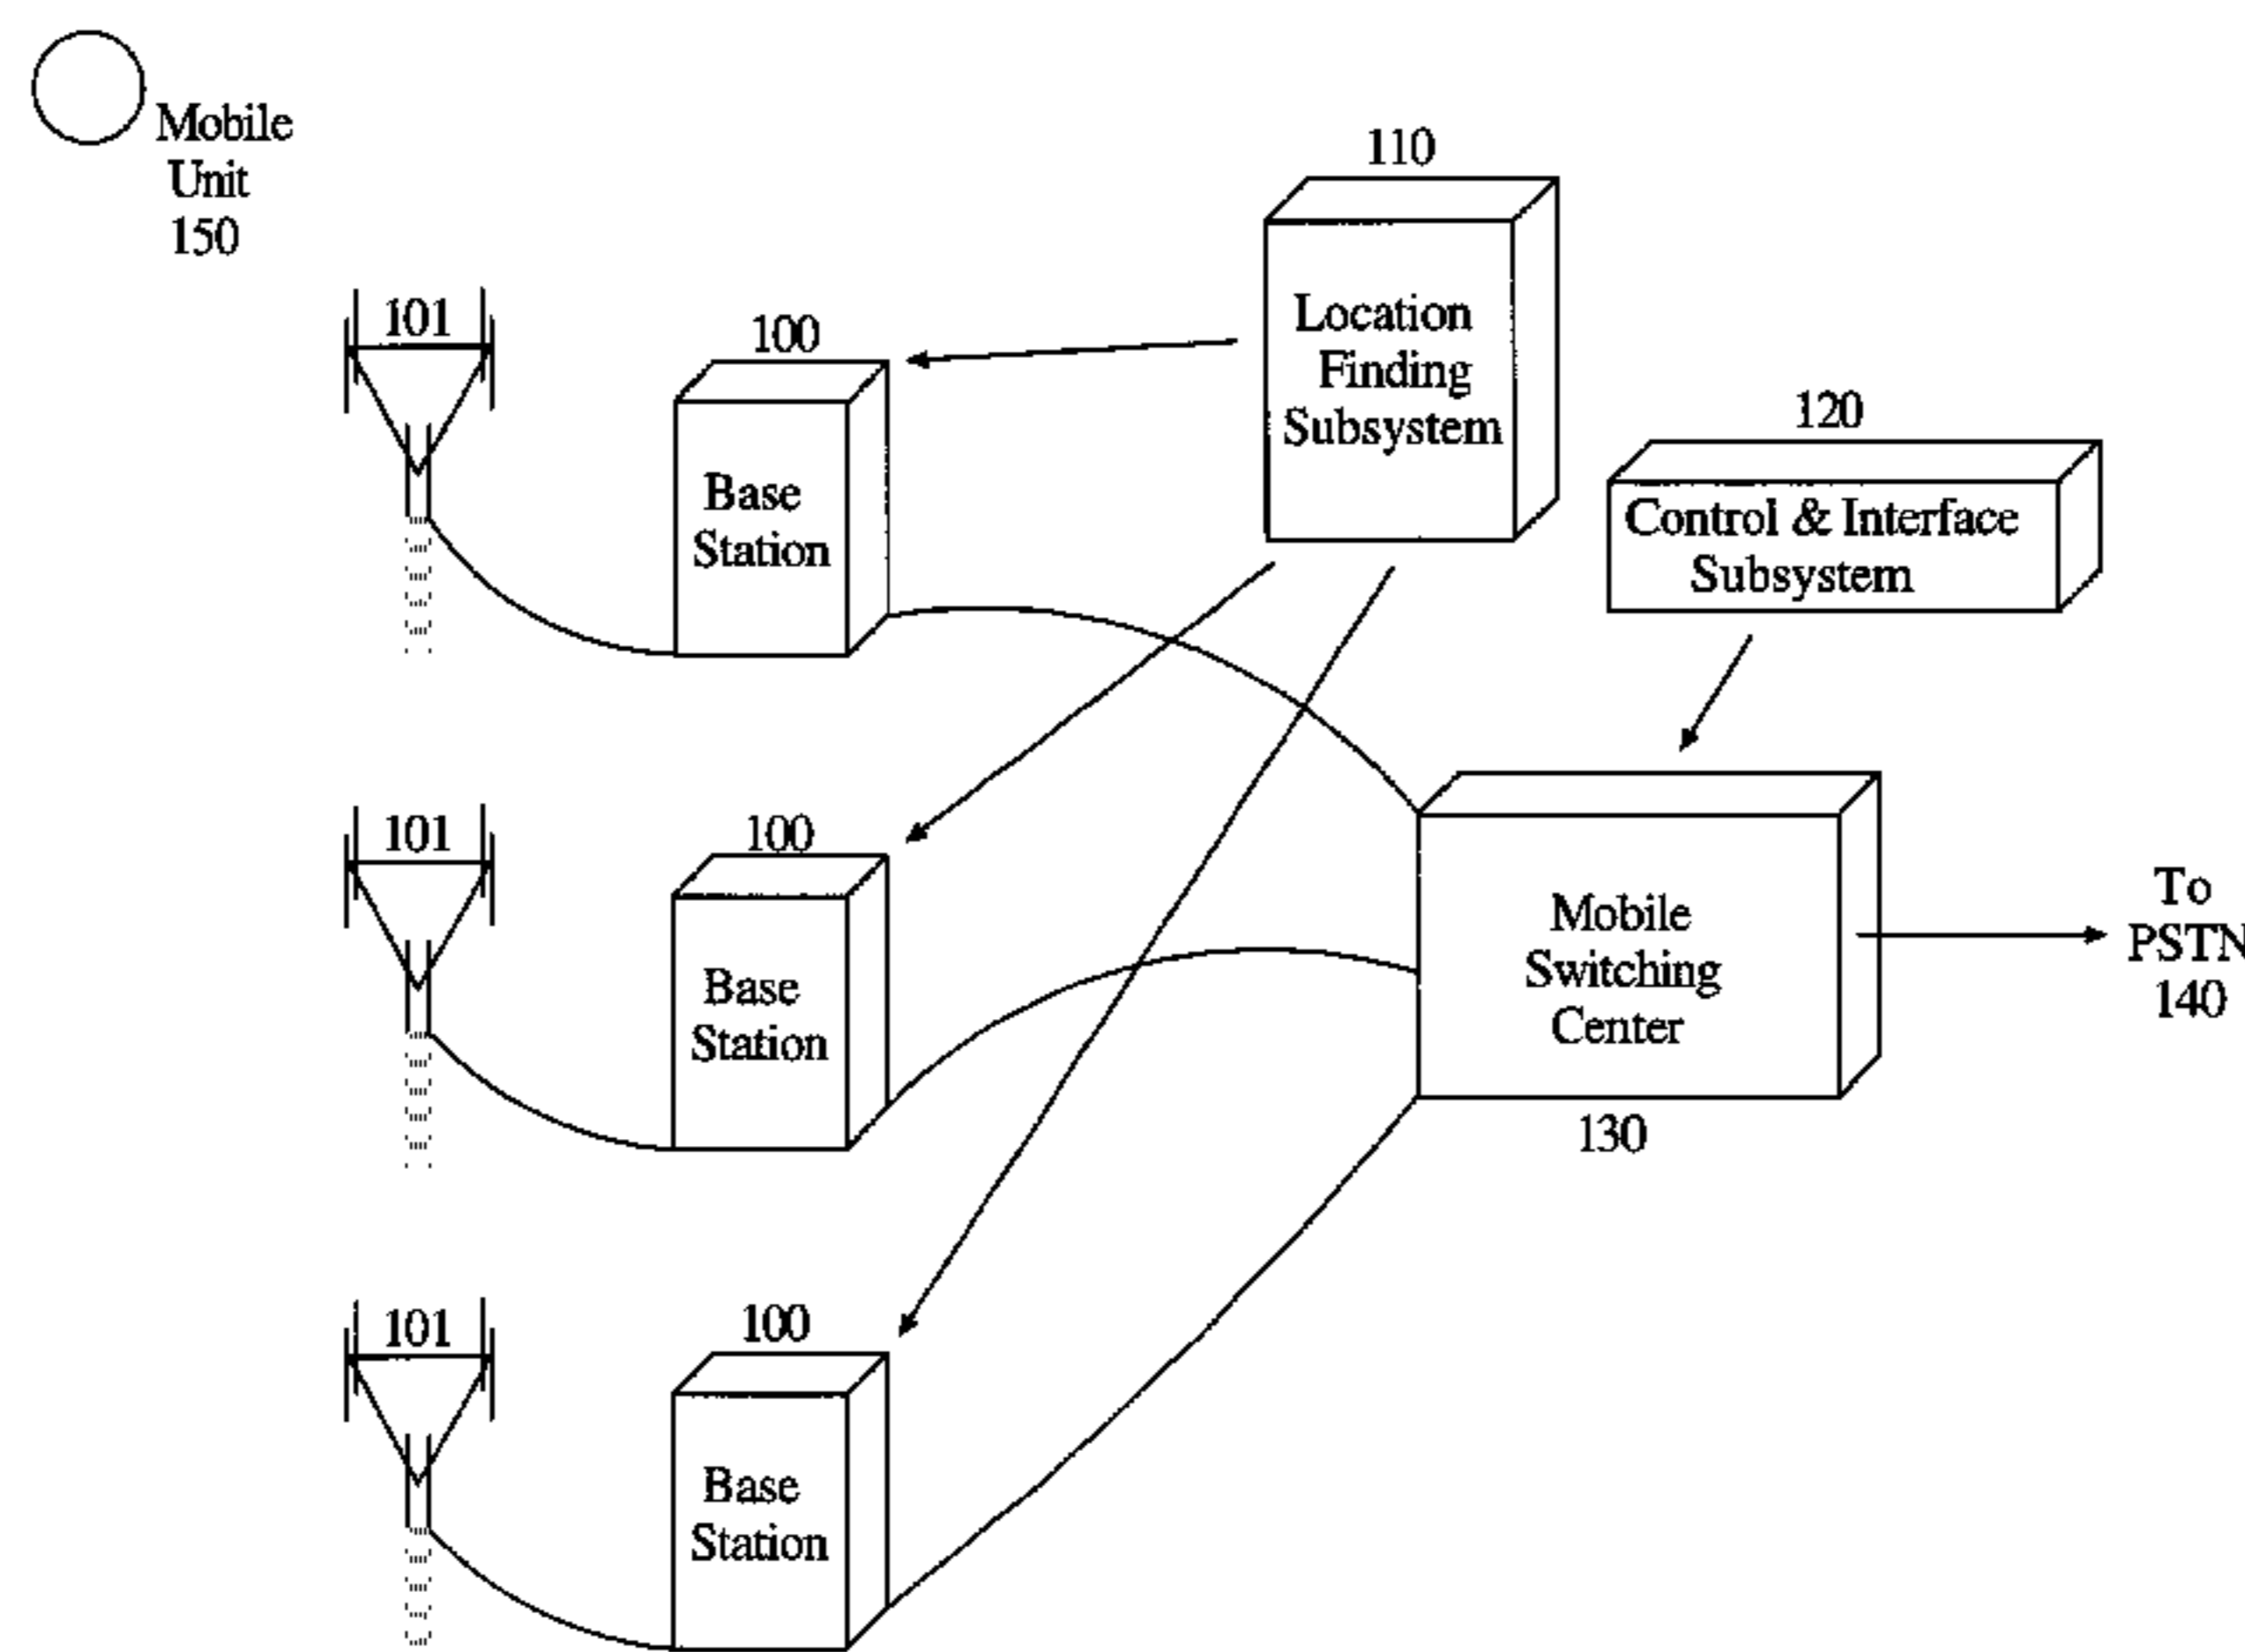 Mobile
Unit
150
110
Location
Finding
Subsystem
120
Control & Interface
Subsystem
101
100
Base
Station
101
100
Base
Station
Mobile
Switching
Center
130
To
PSTN
140
101
100
Base
Station